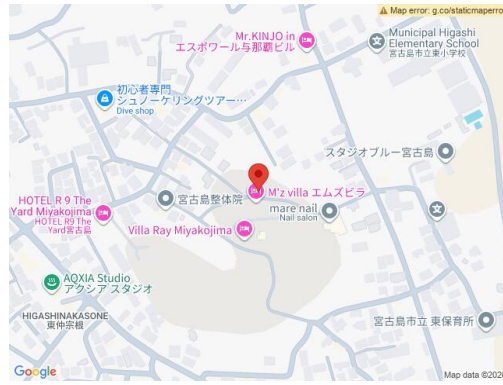 Map error: g.co/staticmaperro
Mr.KINJO in
エスポワール与那覇ビル
Municipal Higashi
Elementary School
宮古島市立東小学校
初心者専門
シュノーケリングツアー…
Dive shop
スタジオブルー宮古島
M'z villa エムズビラ
宮古島整体院
mare nail
Nail salon
HOTEL R 9 The
Yard Miyakojima
HOTEL R9 The
Yard宮古島
Villa Ray Miyakojima
AQXIA Studio
アクシア スタジオ
HIGASHINAKASONE
東仲宗根
宮古島市立 東保育所
Google
Map data ©2020